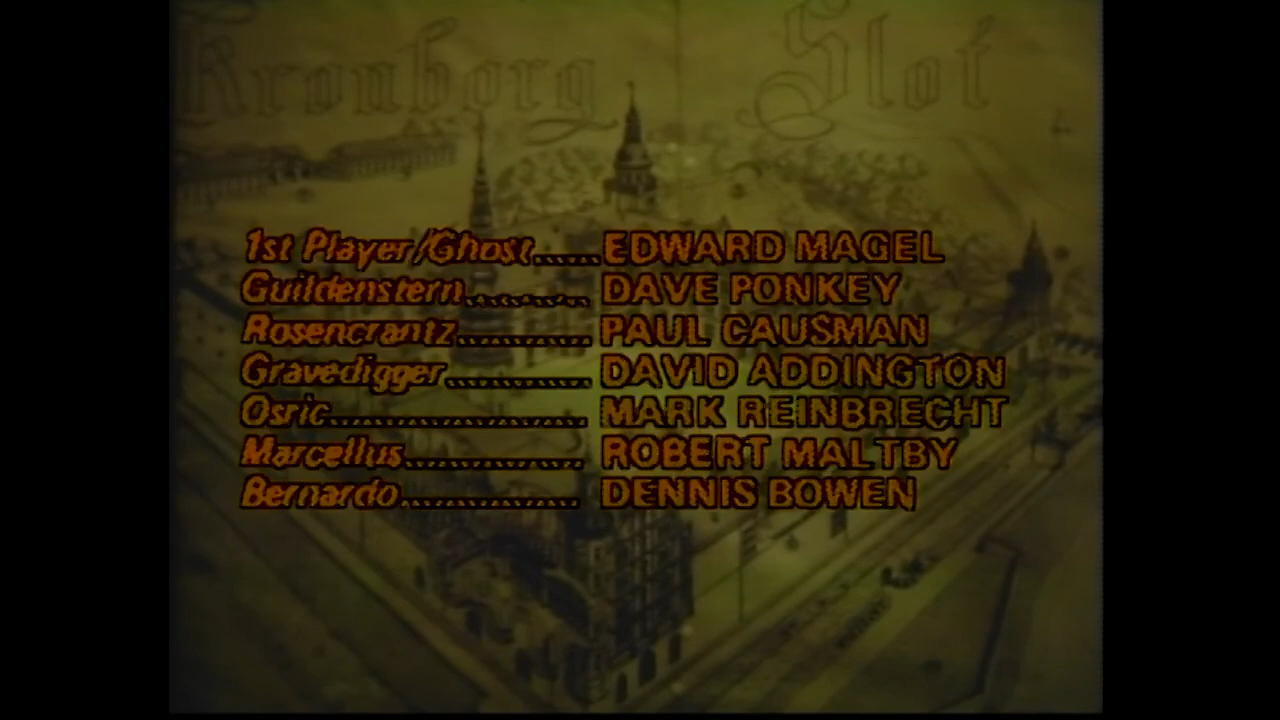 Kronborg Slot
1st Player/Ghost...... EDWARD MAGEL
Guildenstern............ DAVE PONKEY
Rosencrantz............. PAUL CAUSMAN
Gravedigger.............. DAVID ADDINGTON
Osric......................... MARK REINBRECHT
Marcellus................. ROBERT MALTBY
Bernardo................. DENNIS BOWEN